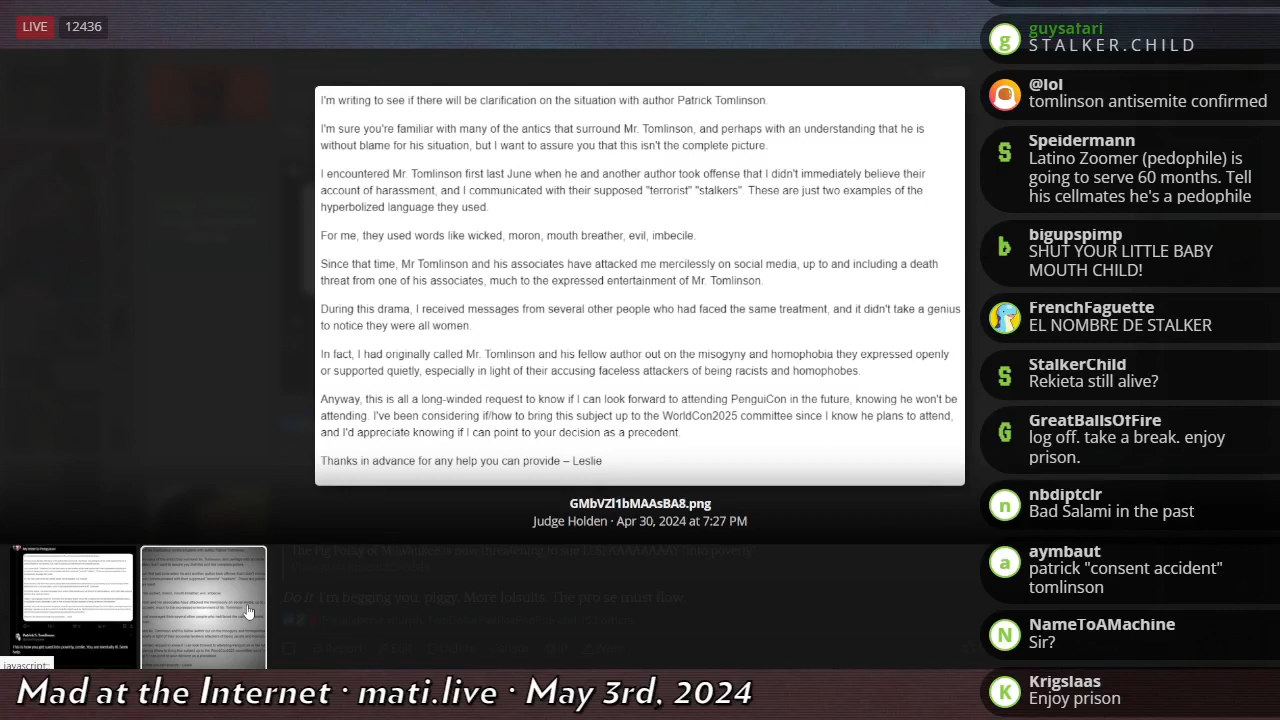 LIVE 12436
I'm writing to see if there will be clarification on the situation with author Patrick Tomlinson.
I'm sure you're familiar with many of the antics that surround Mr. Tomlinson, and perhaps with an understanding that he is
without blame for his situation, but I want to assure you that this isn't the complete picture.
I encountered Mr. Tomlinson first last June when he and another author took offense that I didn't immediately believe their
account of harassment, and I communicated with their supposed "terrorist" "stalkers". These are just two examples of the
hyperbolized language they used.
For me, they used words like wicked, moron, mouth breather, evil, imbecile.
Since that time, Mr Tomlinson and his associates have attacked me mercilessly on social media, up to and including a death
threat from one of his associates, much to the expressed entertainment of Mr. Tomlinson.
During this drama, I received messages from several other people who had faced the same treatment, and it didn't take a genius
to notice they were all women.
In fact, I had originally called Mr. Tomlinson and his fellow author out on the misogyny and homophobia they expressed openly
or supported quietly, especially in light of their accusing faceless attackers of being racists and homophobes.
Anyway, this is all a long-winded request to know if I can look forward to attending PenguiCon in the future, knowing he won't be
attending. I've been considering if/how to bring this subject up to the WorldCon2025 committee since I know he plans to attend,
and I'd appreciate knowing if I can point to your decision as a precedent.
Thanks in advance for any help you can provide – Leslie
GMbVZl1bMAAsBA8.png
Judge Holden · Apr 30, 2024 at 7:27 PM
javascript:
guysafari
S T A L K E R . C H I L D
@lol
tomlinson antisemite confirmed
Speidermann
Latino Zoomer (pedophile) is
going to serve 60 months. Tell
his cellmates he's a pedophile
bigupspimp
SHUT YOUR LITTLE BABY
MOUTH CHILD!
FrenchFaguette
EL NOMBRE DE STALKER
StalkerChild
Rekieta still alive?
GreatBallsOfFire
log off. take a break. enjoy
prison.
nbdiptclr
Bad Salami in the past
active_autism
patrick "consent accident"
tomlinson
NameToAMachine
Sir?
Krigslaas
Enjoy prison
Mad at the Internet · mati.live · May 3rd, 2024